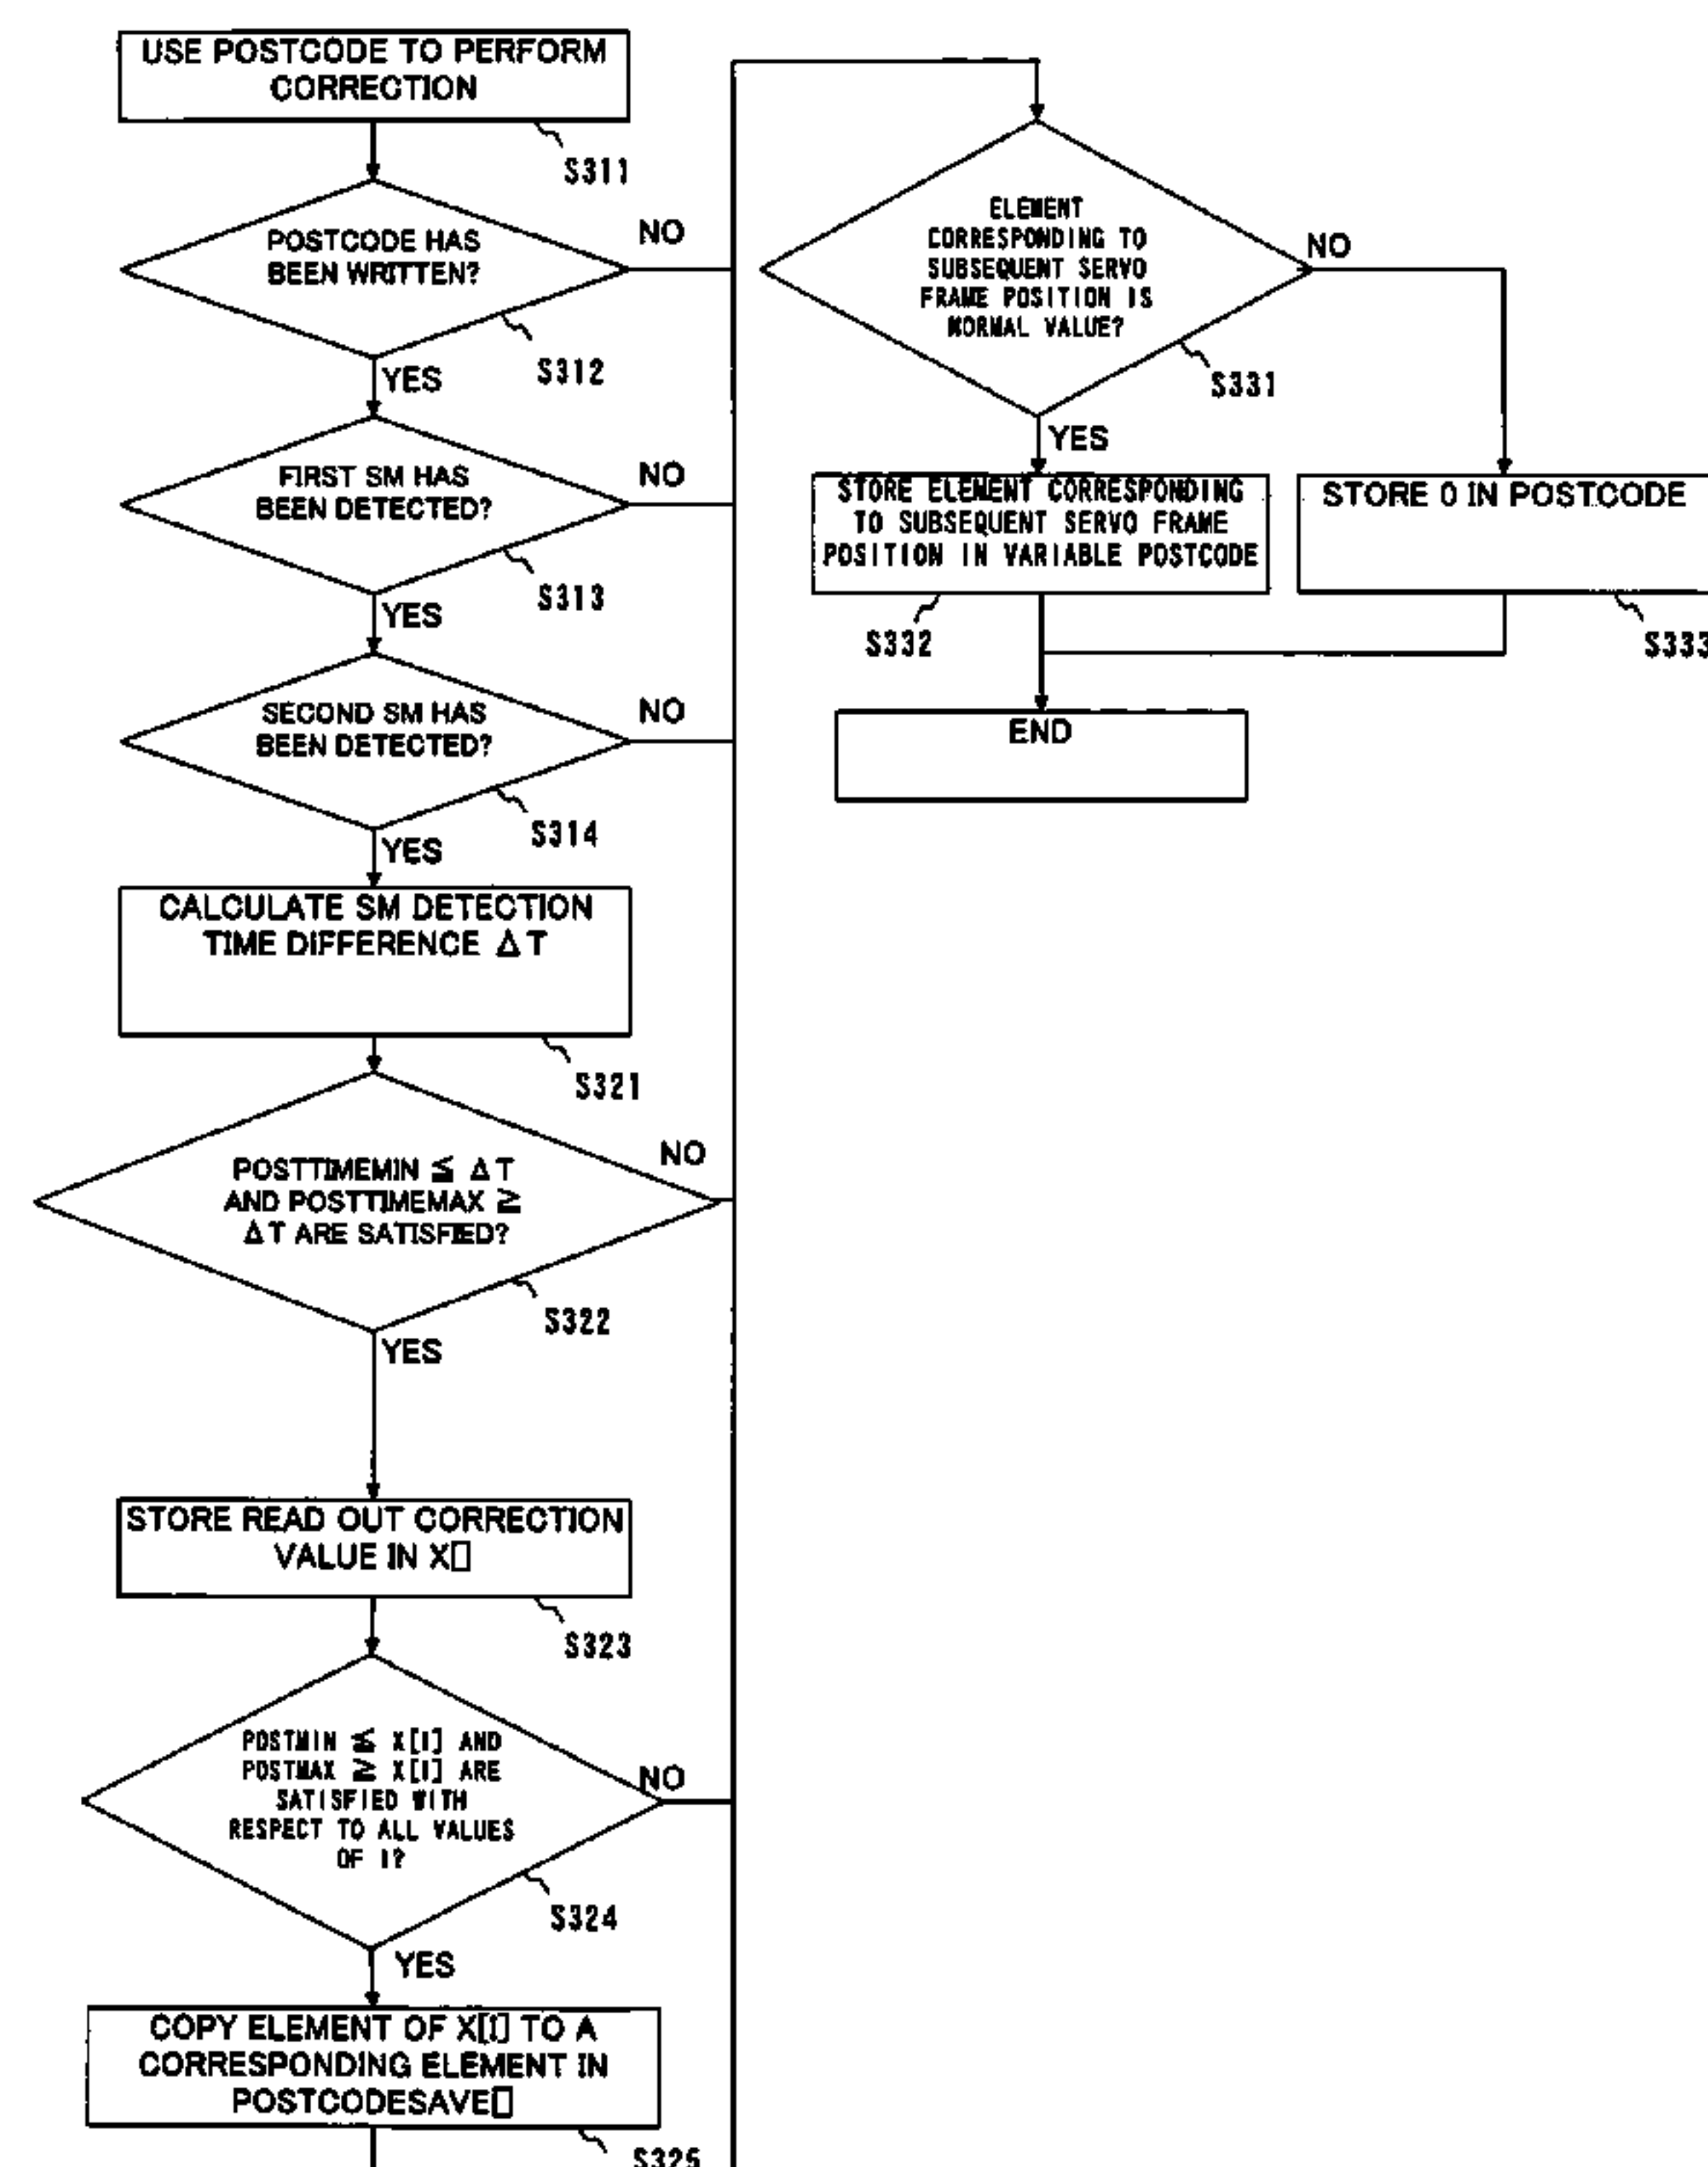 USE POSTCODE TO PERFORM
CORRECTION
S311
POSTCODE HAS
BEEN WRITTEN?
NO
S312
YES
FIRST SM HAS
BEEN DETECTED?
NO
S313
YES
SECOND SM HAS
BEEN DETECTED?
NO
S314
YES
CALCULATE SM DETECTION
TIME DIFFERENCE ΔT
S321
POSTTIMEMIN ≦ ΔT
AND POSTTIMEMAX ≧
ΔT ARE SATISFIED?
NO
S322
YES
STORE READ OUT CORRECTION
VALUE IN X[]
S323
POSTMIN ≦ X[I] AND
POSTMAX ≧ X[I] ARE
SATISFIED WITH
RESPECT TO ALL VALUES
OF I?
NO
S324
YES
COPY ELEMENT OF X[I] TO A
CORRESPONDING ELEMENT IN
POSTCODESAVE[]
S325
ELEMENT
CORRESPONDING TO
SUBSEQUENT SERVO
FRAME POSITION IS
NORMAL VALUE?
NO
S331
YES
STORE ELEMENT CORRESPONDING
TO SUBSEQUENT SERVO FRAME
POSITION IN VARIABLE POSTCODE
S332
STORE 0 IN POSTCODE
S333
END